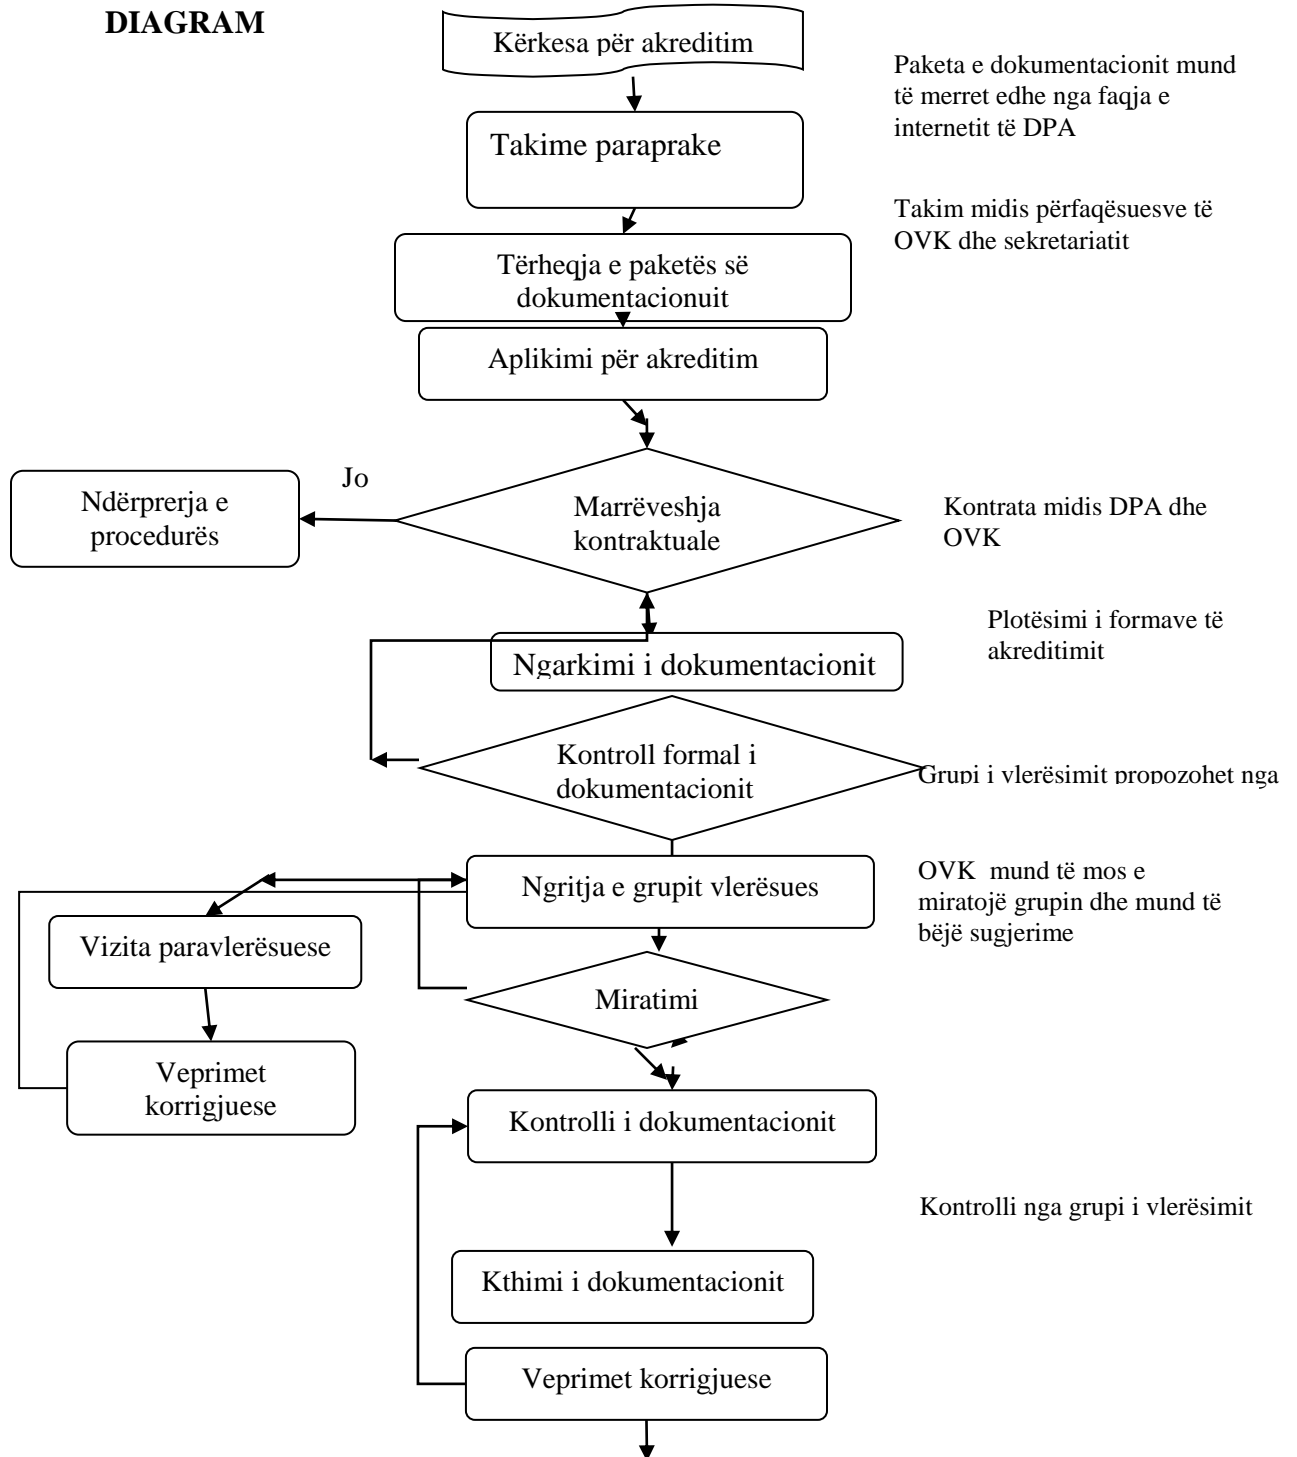 DIAGRAM
Kërkesa për akreditim
Paketa e dokumentacionit mund
të merret edhe nga faqja e
internetit të DPA
Takime paraprake
Takim midis përfaqësuesve të
OVK dhe sekretariatit
Tërheqja e paketës së
dokumentacionuit
Aplikimi për akreditim
Jo
Ndërprerja e
procedurës
Marrëveshja
kontraktuale
Kontrata midis DPA dhe
OVK
Plotësimi i formave të
akreditimit
Ngarkimi i dokumentacionit
Kontroll formal i
dokumentacionit
Grupi i vlerësimit propozohet nga
Ngritja e grupit vlerësues
OVK  mund të mos e
miratojë grupin dhe mund të
bëjë sugjerime
Vizita paravlerësuese
Miratimi
Veprimet
korrigjuese
Kontrolli i dokumentacionit
Kontrolli nga grupi i vlerësimit
Kthimi i dokumentacionit
Veprimet korrigjuese